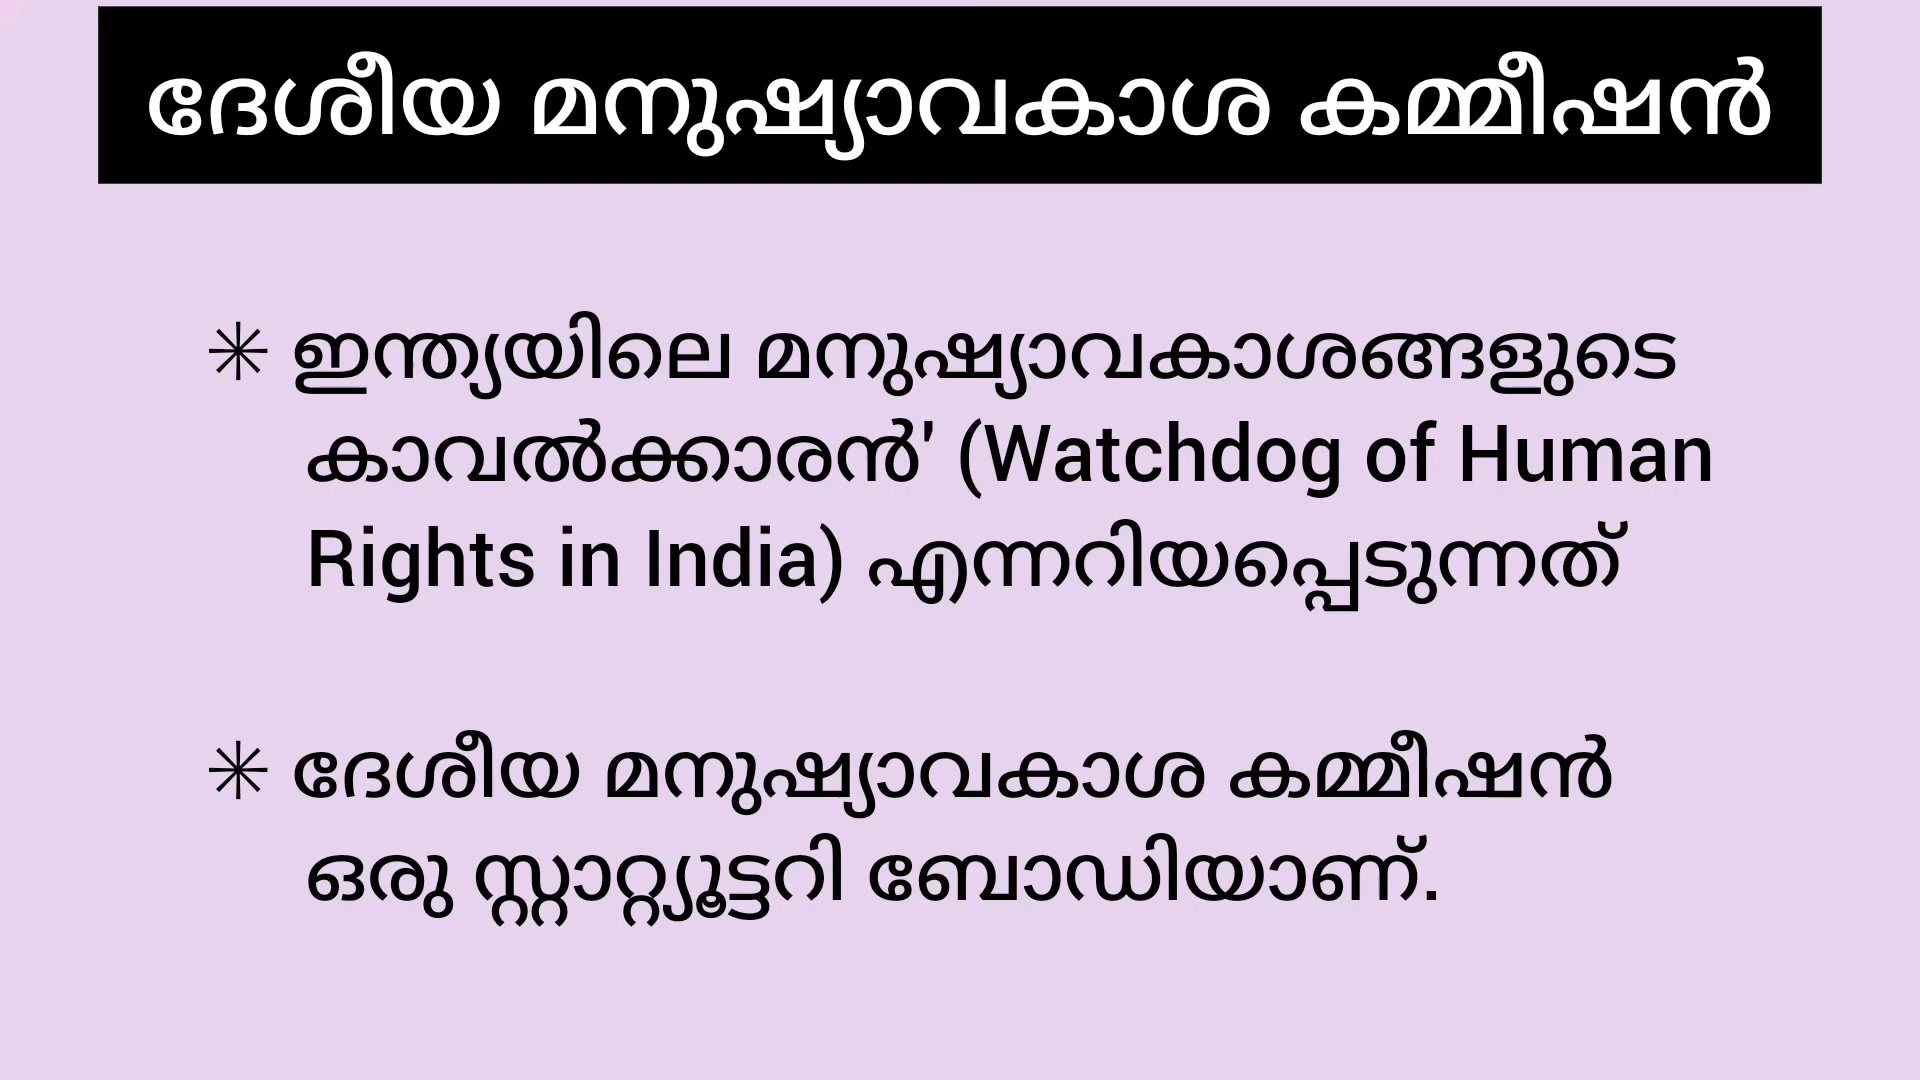 ദേശീയ മനുഷ്യാവകാശ കമ്മീഷൻ
✳ ഇന്ത്യയിലെ മനുഷ്യാവകാശങ്ങളുടെ
കാവൽക്കാരൻ' (Watchdog of Human
Rights in India) എന്നറിയപ്പെടുന്നത്
✳ ദേശീയ മനുഷ്യാവകാശ കമ്മീഷൻ
ഒരു സ്റ്റാറ്റ്യൂട്ടറി ബോഡിയാണ്.